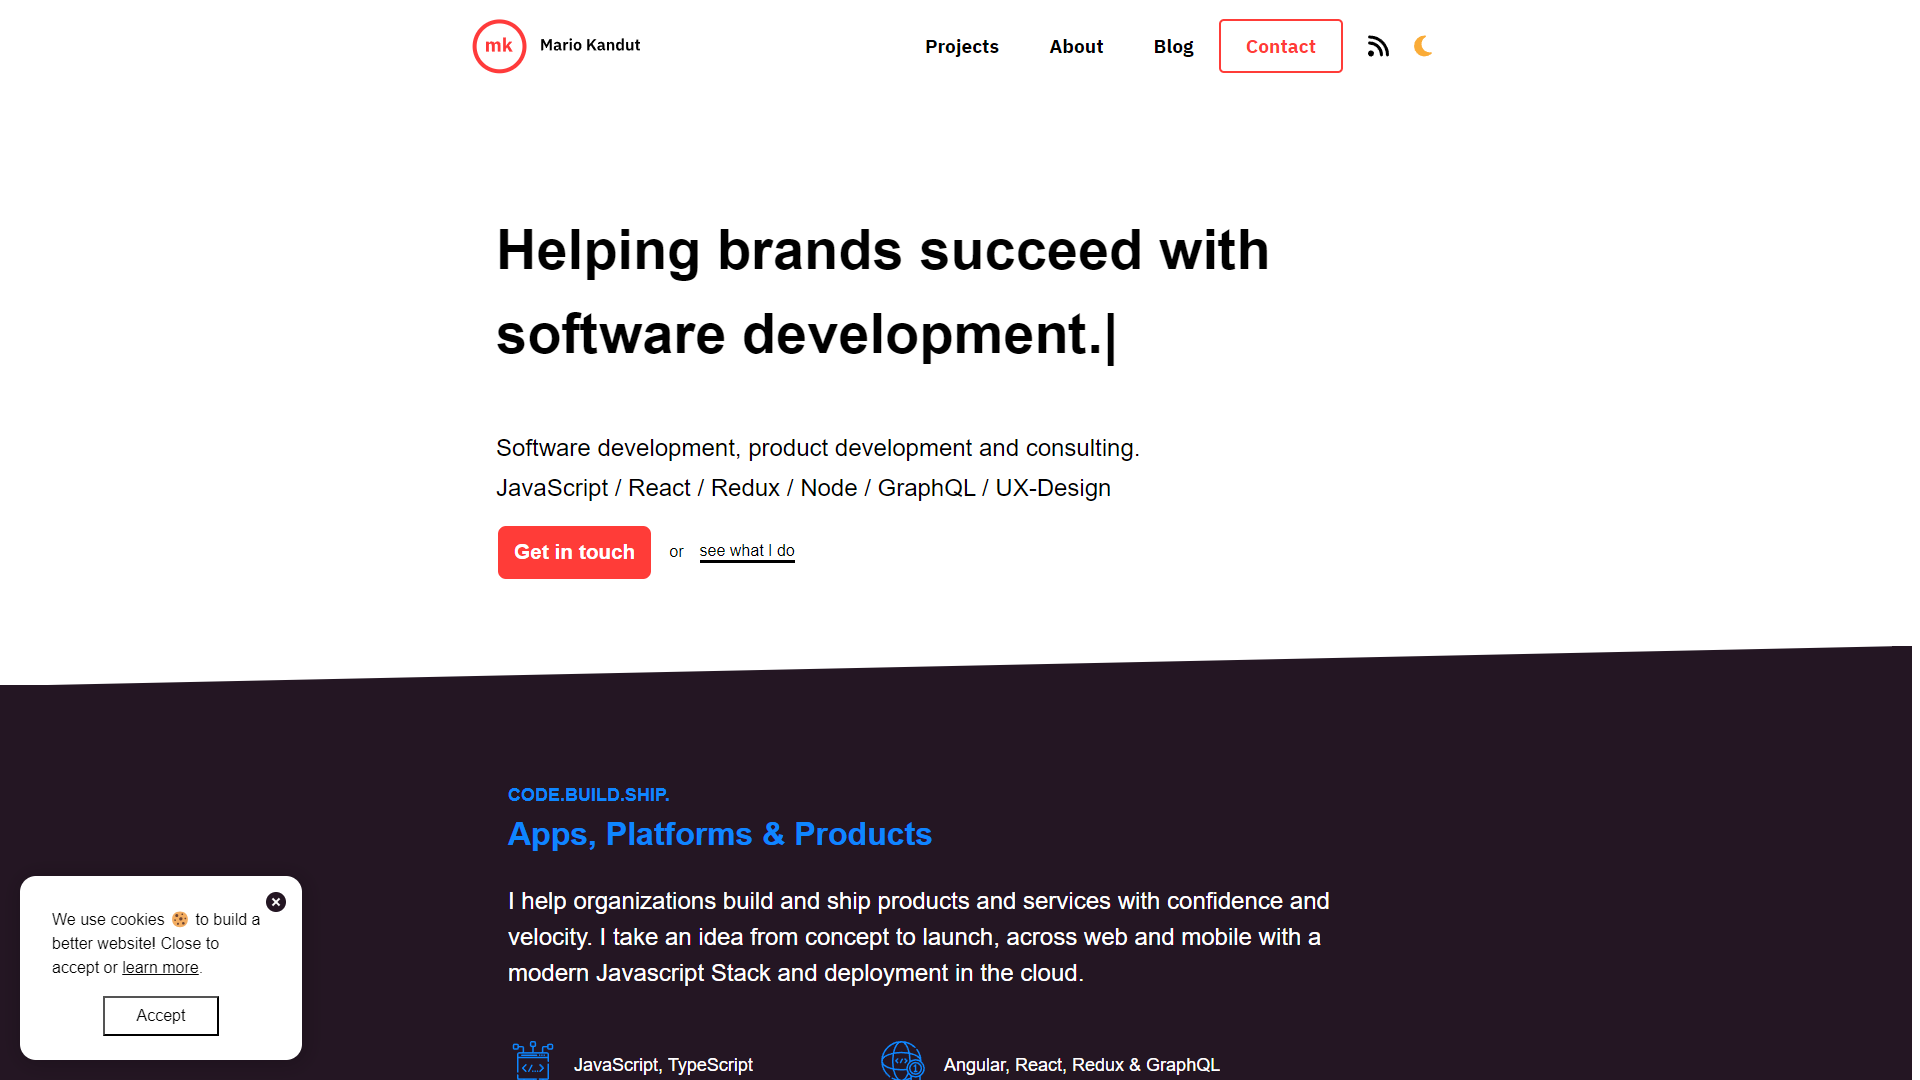 mk Mario Kandut
Projects About Blog Contact
Helping brands succeed with
software development.|
Software development, product development and consulting.
JavaScript / React / Redux / Node / GraphQL / UX-Design
Get in touch or see what I do
CODE.BUILD.SHIP.
Apps, Platforms & Products
I help organizations build and ship products and services with confidence and
velocity. I take an idea from concept to launch, across web and mobile with a
modern Javascript Stack and deployment in the cloud.
JavaScript, TypeScript
Angular, React, Redux & GraphQL
We use cookies 🍪 to build a
better website! Close to
accept or learn more.
Accept